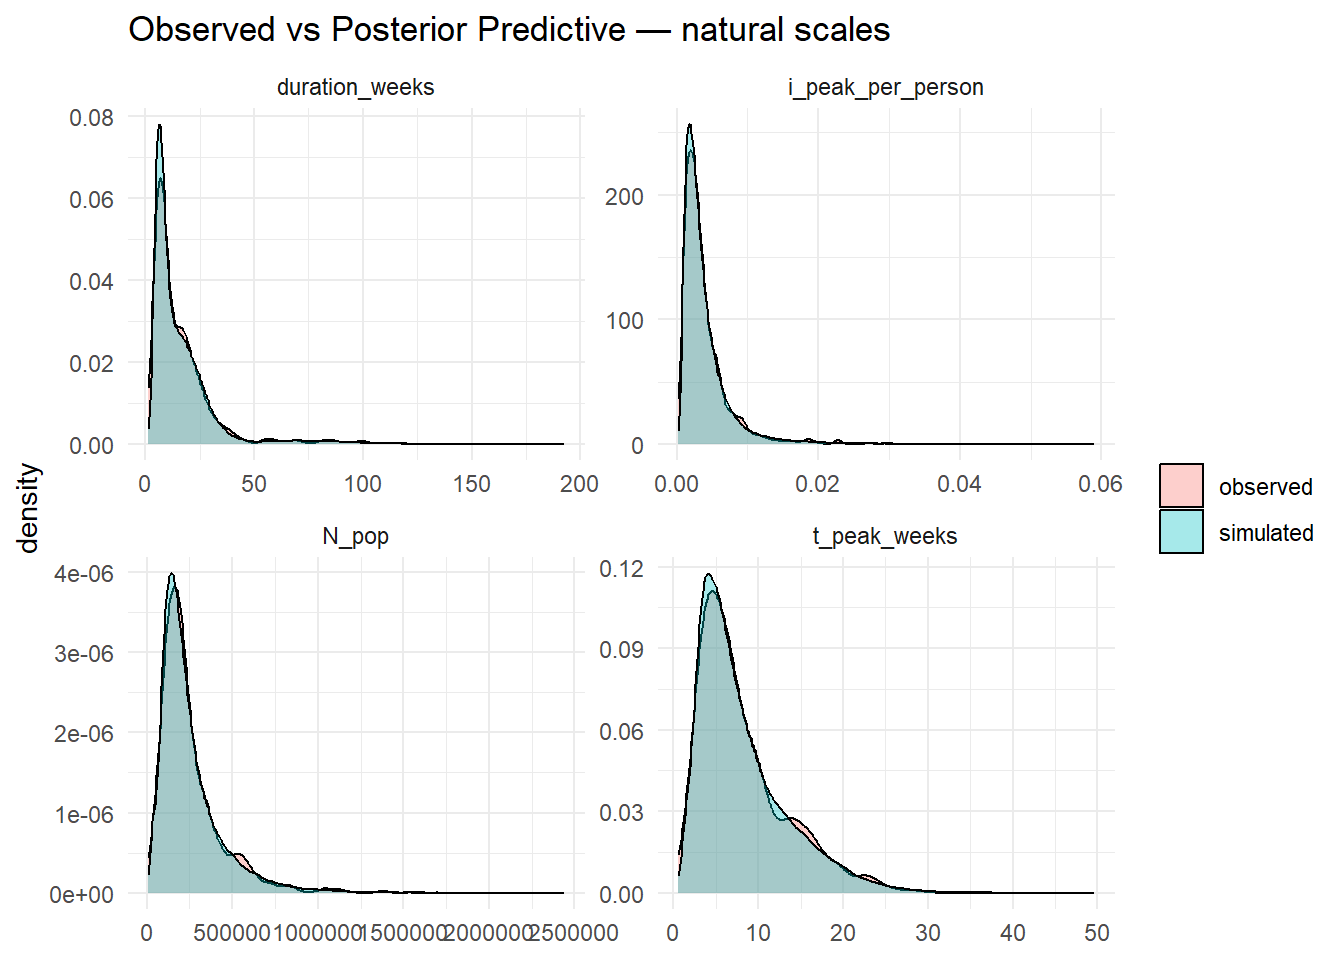 Observed vs Posterior Predictive — natural scales
duration_weeks
i_peak_per_person
0.08
0.06
0.04
0.02
0.00
200
100
0
0 50 100 150 200
0.00 0.02 0.04 0.06
density
observed
simulated
N_pop
t_peak_weeks
4e-06
3e-06
2e-06
1e-06
0e+00
0.12
0.09
0.06
0.03
0.00
0 500000 1000000 1500000 2000000 2500000
0 10 20 30 40 50